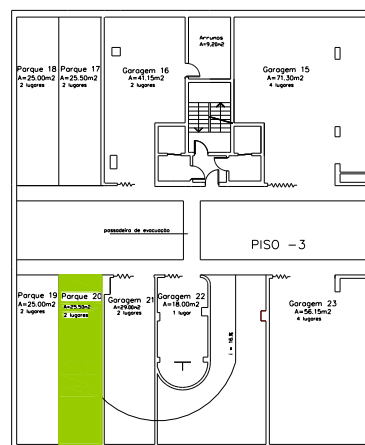 Parque 18
A=25.00m2
2 lugares
Parque 17
A=25.50m2
2 lugares
Garagem 16
A=41.15m2
2 lugares
Arrumos
A=9,20m2
Garagem 15
A=71.30m2
4 lugares
passadeira de evacuação
PISO -3
Parque 19
A=25.00m2
2 lugares
Parque 20
A=25.50m2
2 lugares
Garagem 21
A=29.00m2
2 lugares
Garagem 22
A=18.00m2
1 lugar
i = 16%
Garagem 23
A=56.15m2
4 lugares